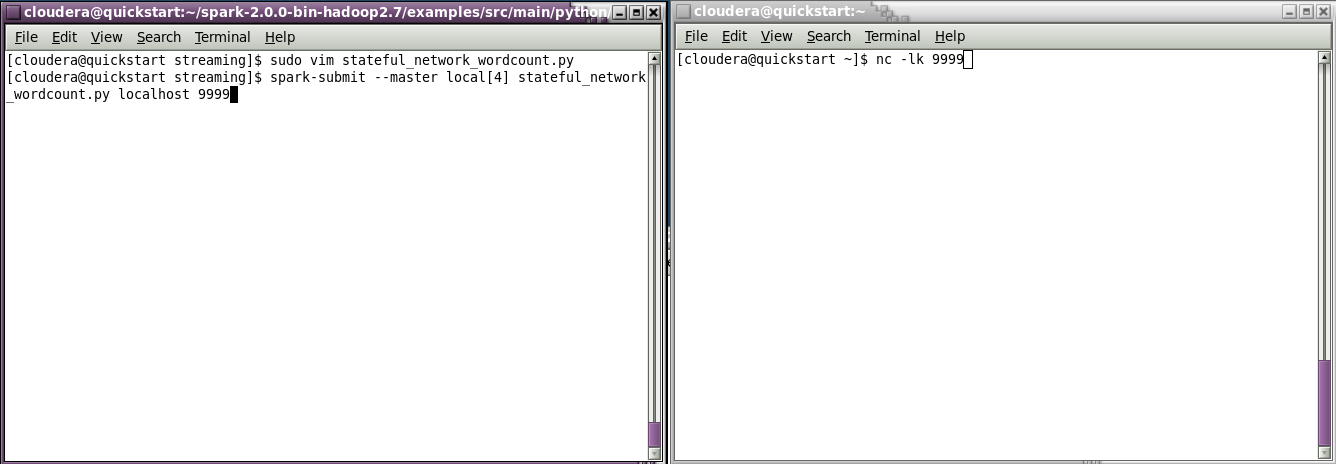 cloudera@quickstart:~/spark-2.0.0-bin-hadoop2.7/examples/src/main/python/
File Edit View Search Terminal Help
[cloudera@quickstart streaming]$ sudo vim stateful_network_wordcount.py
[cloudera@quickstart streaming]$ spark-submit --master local[4] stateful_network
_wordcount.py localhost 9999
cloudera@quickstart:~
File Edit View Search Terminal Help
[cloudera@quickstart ~]$ nc -lk 9999